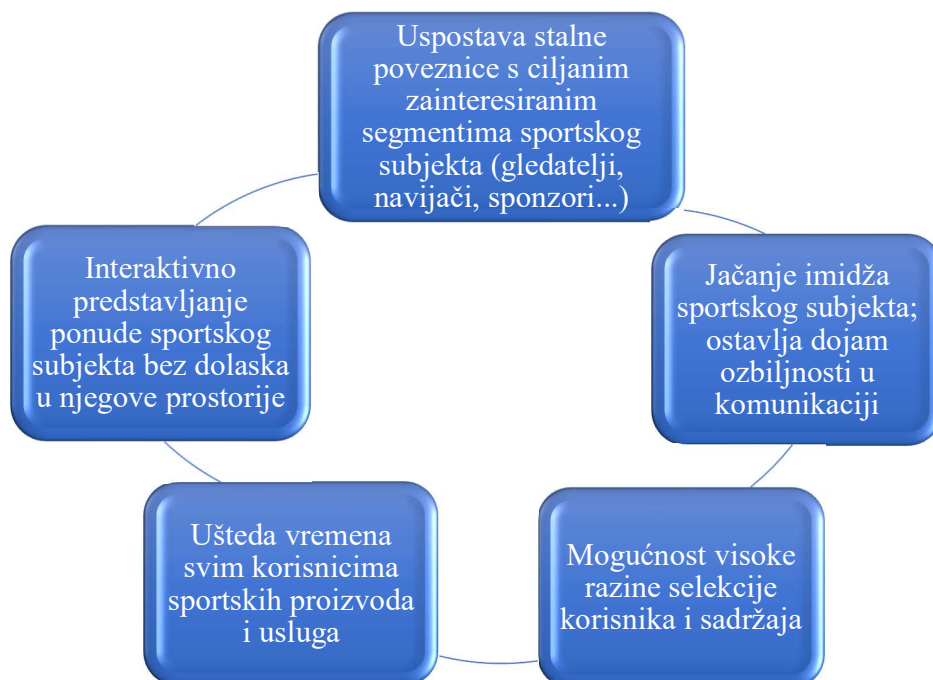 Uspostava stalne
poveznice s ciljanim
zainteresiranim
segmentima sportskog
subjekta (gledatelji,
navijači, sponzori...)
Jačanje imidža
sportskog subjekta;
ostavlja dojam
ozbiljnosti u
komunikaciji
Mogućnost visoke
razine selekcije
korisnika i sadržaja
Ušteda vremena
svim korisnicima
sportskih proizvoda
i usluga
Interaktivno
predstavljanje
ponude sportskog
subjekta bez dolaska
u njegove prostorije